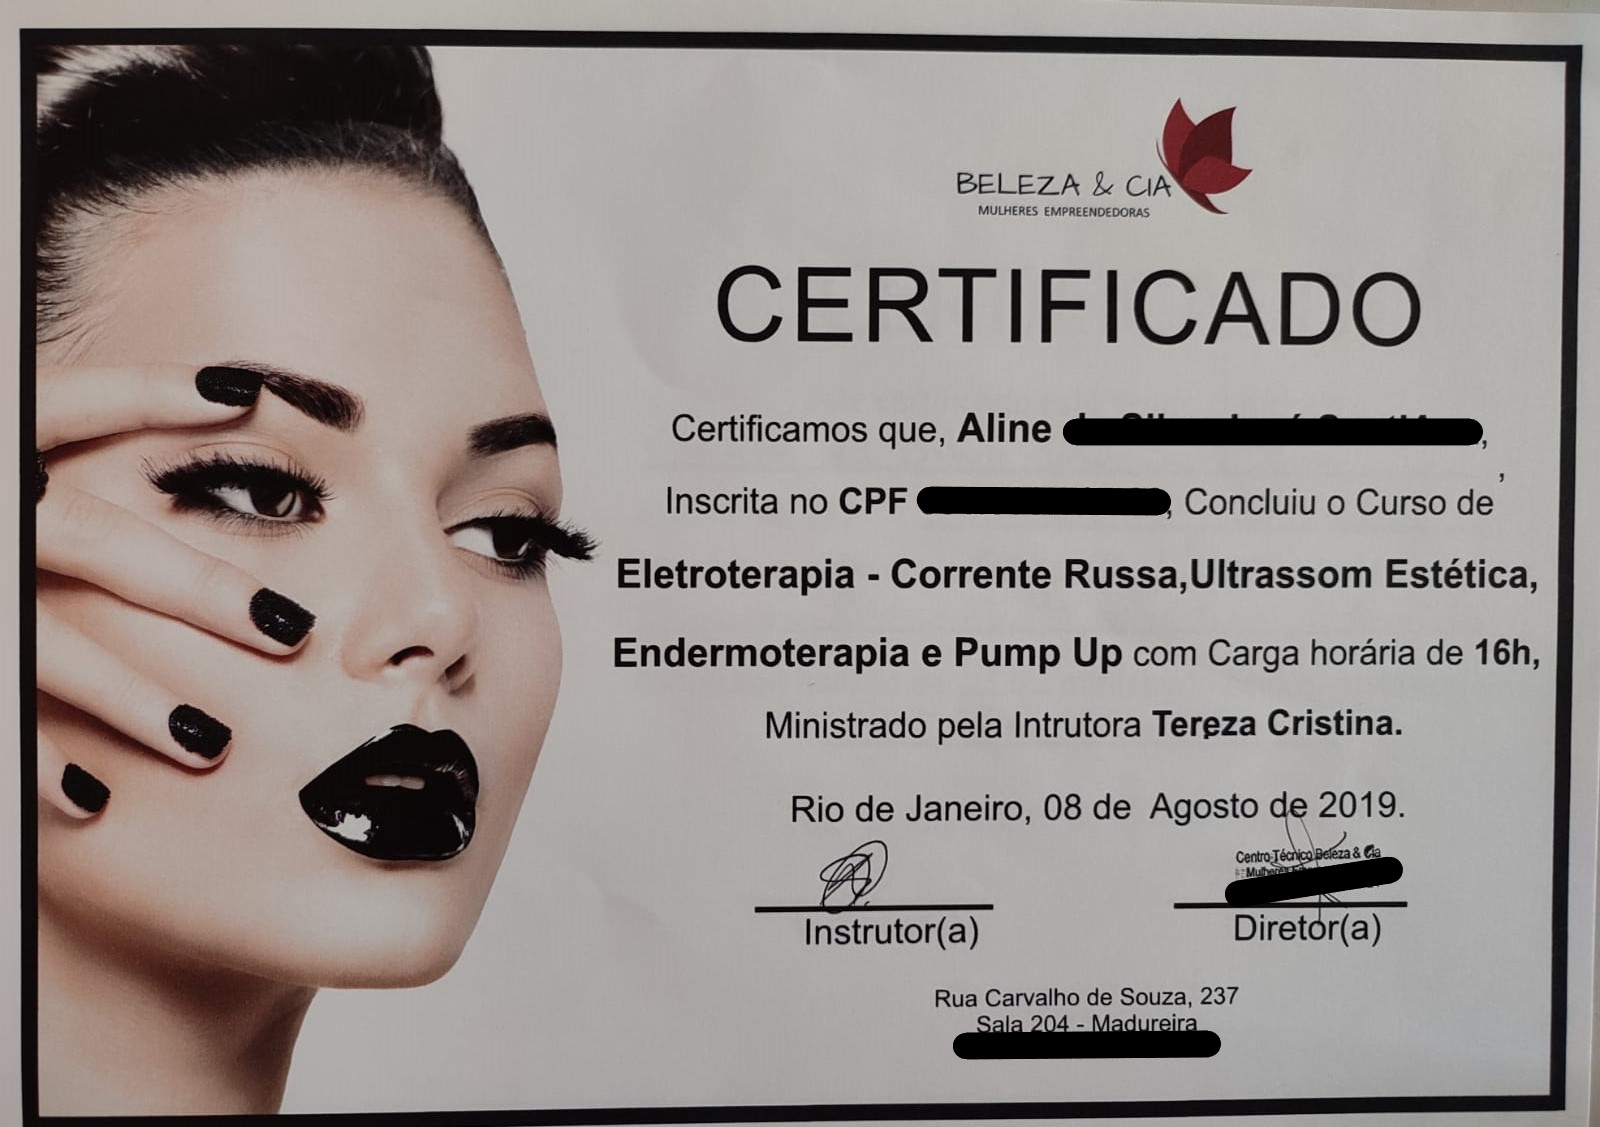 BELEZA & CIA
MULHERES EMPREENDEDORAS
CERTIFICADO
Certificamos que, Aline ,
Inscrita no CPF , Concluiu o Curso de
Eletroterapia - Corrente Russa,Ultrassom Estética,
Endermoterapia e Pump Up com Carga horária de 16h,
Ministrado pela Intrutora Tereza Cristina.
Rio de Janeiro, 08 de Agosto de 2019.
Centro Técnico Beleza & Cia
Instrutor(a)
Diretor(a)
Rua Carvalho de Souza, 237
Sala 204 - Madureira